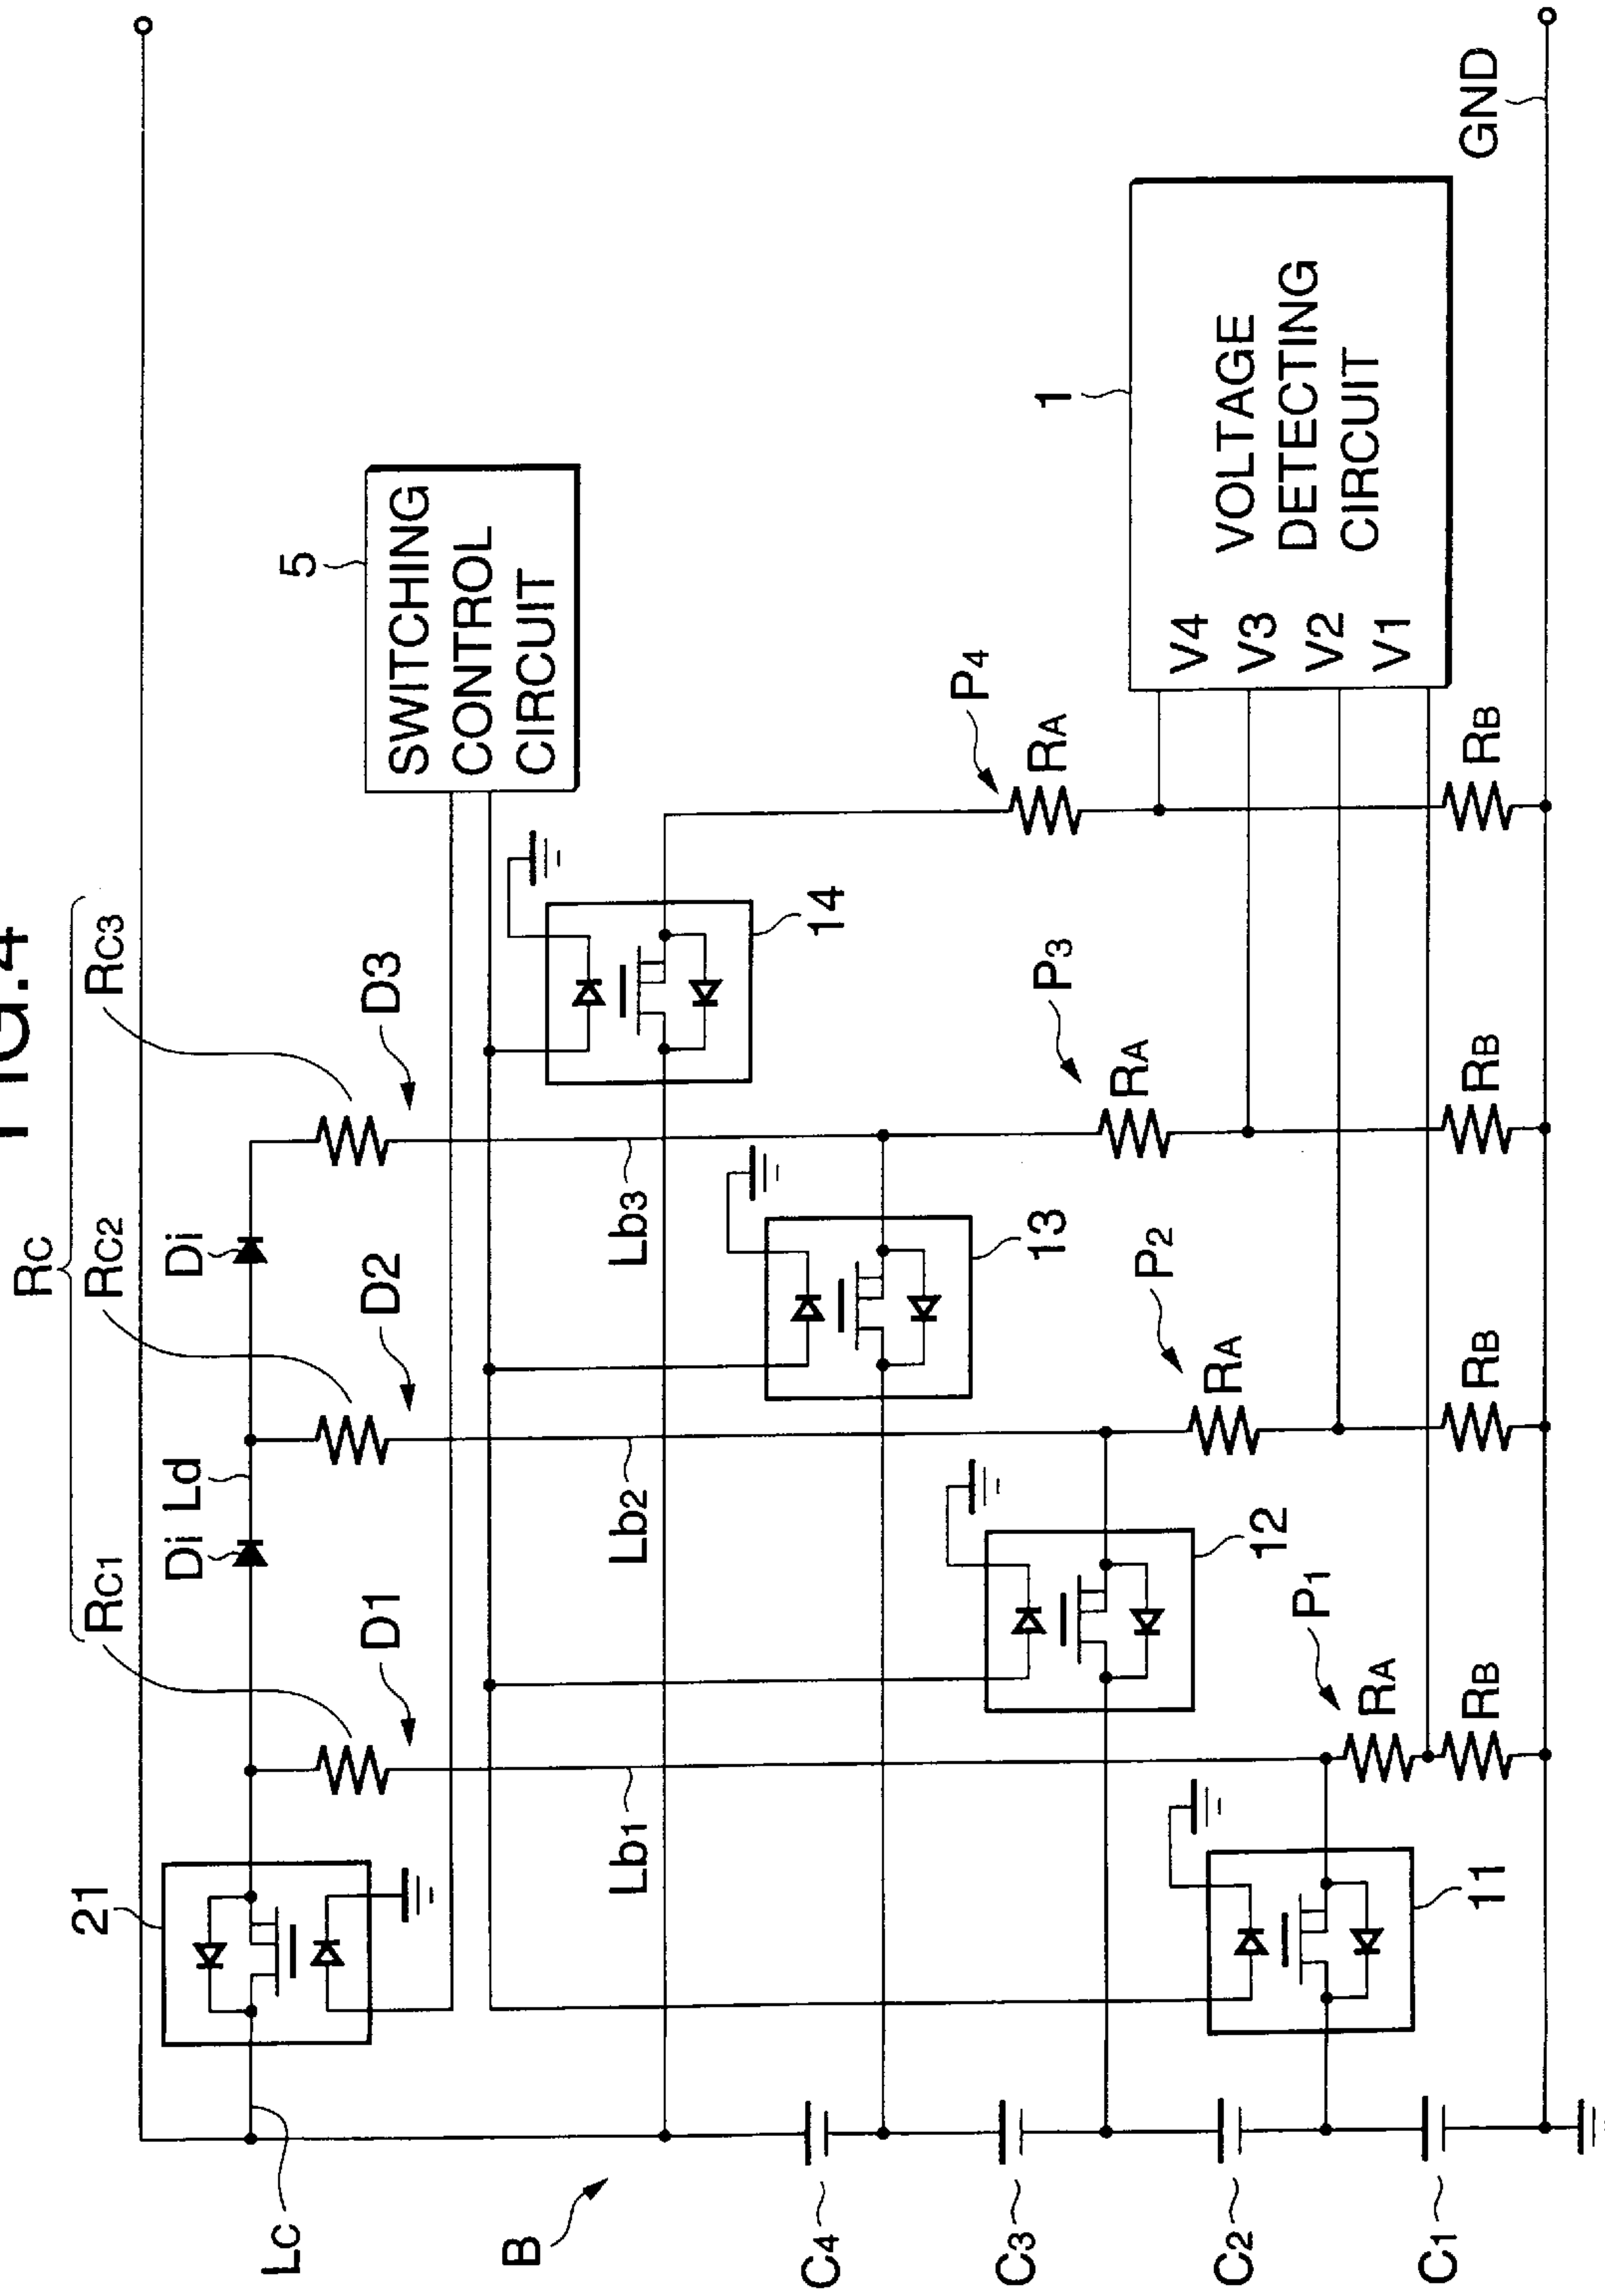 FIG.4
RC
RC1
RC2
RC3
21
D1
Di
Ld
D2
Di
D3
5
SWITCHING
CONTROL
CIRCUIT
LC
B
Lb1
Lb2
Lb3
14
13
12
11
C4
C3
C2
C1
P1
P2
P3
P4
RA
RA
RA
RA
RB
RB
RB
RB
1
V4
V3
V2
V1
VOLTAGE
DETECTING
CIRCUIT
GND